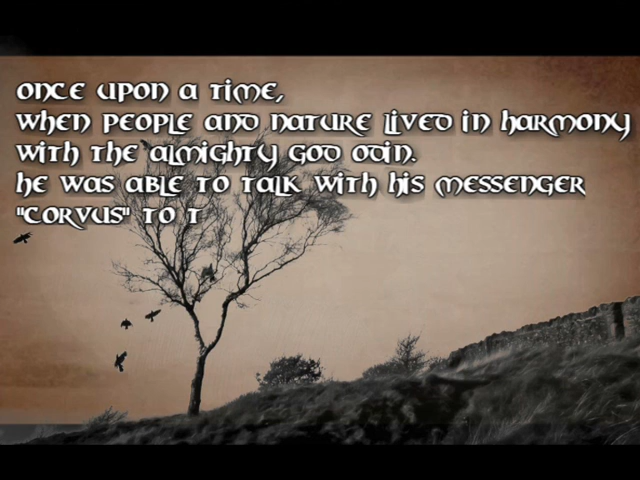 once upon a time,
when people and nature lived in harmony
with the almighty god odin.
he was able to talk with his messenger
"corvus" to t